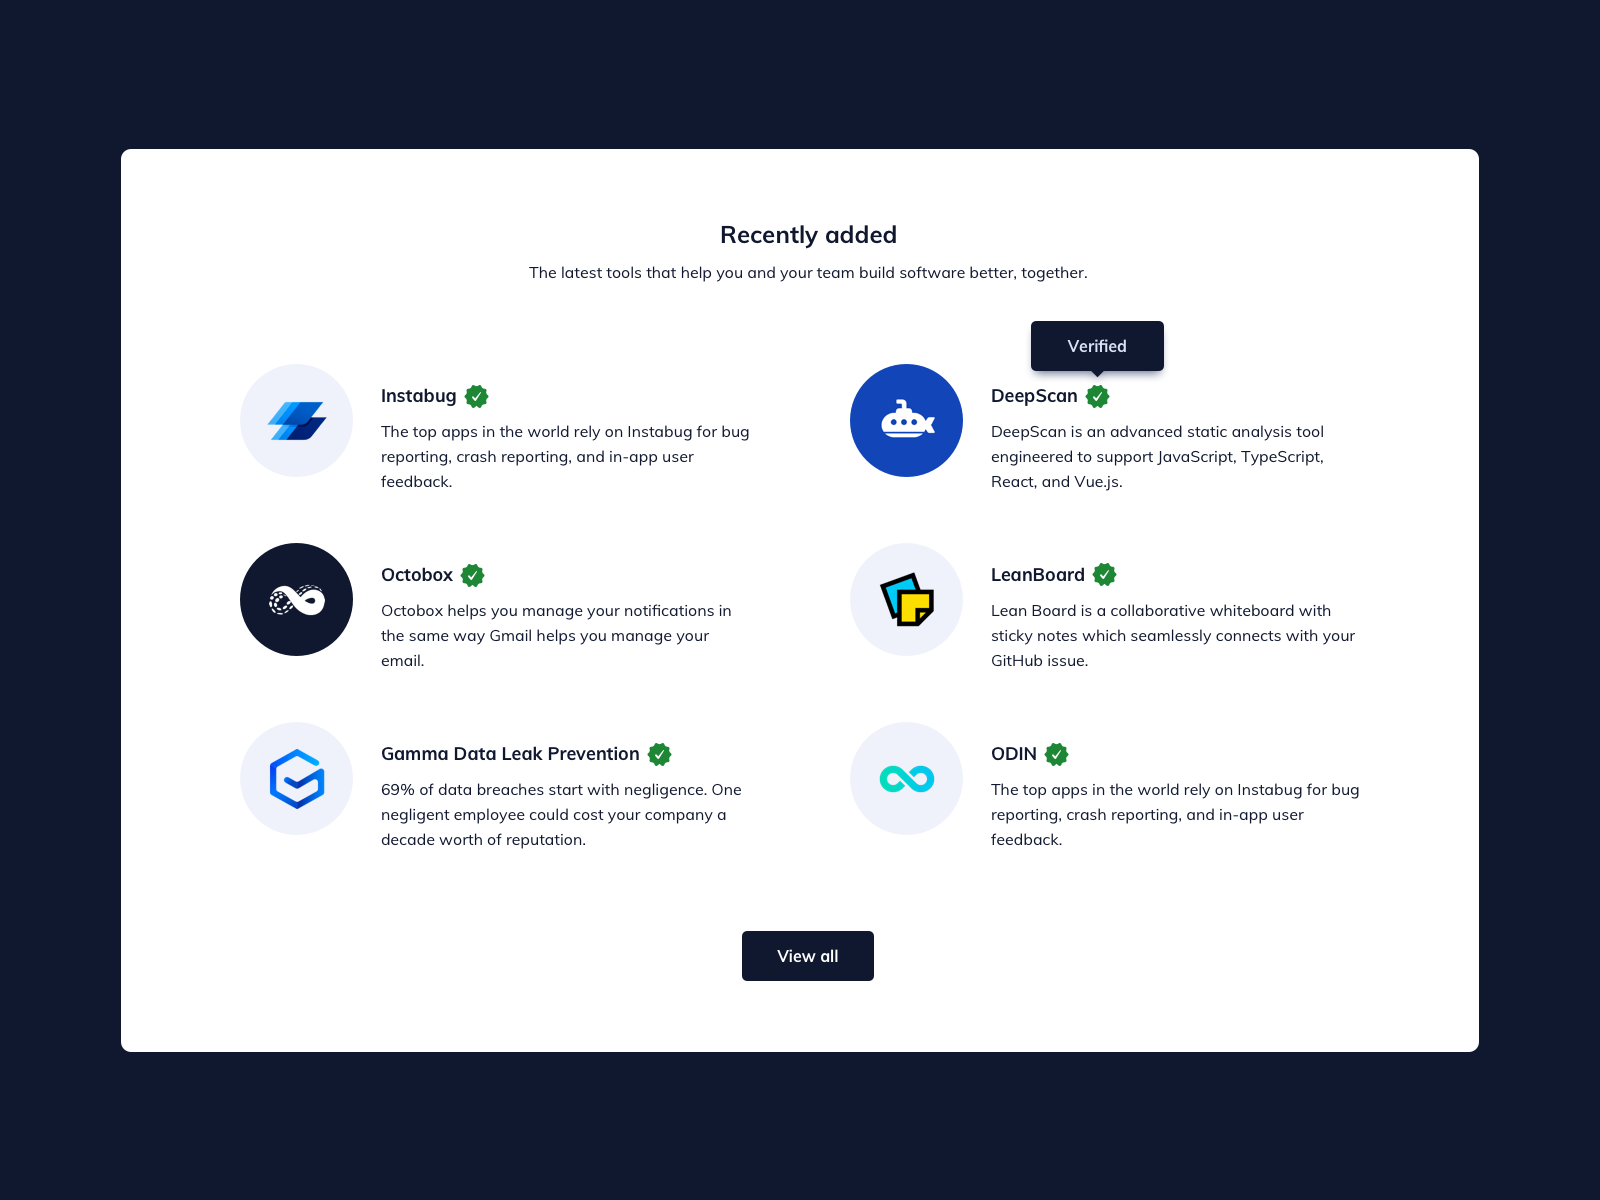 Recently added
The latest tools that help you and your team build software better, together.
Instabug
The top apps in the world rely on Instabug for bug
reporting, crash reporting, and in-app user
feedback.
Verified
DeepScan
DeepScan is an advanced static analysis tool
engineered to support JavaScript, TypeScript,
React, and Vue.js.
Octobox
Octobox helps you manage your notifications in
the same way Gmail helps you manage your
email.
LeanBoard
Lean Board is a collaborative whiteboard with
sticky notes which seamlessly connects with your
GitHub issue.
Gamma Data Leak Prevention
69% of data breaches start with negligence. One
negligent employee could cost your company a
decade worth of reputation.
ODIN
The top apps in the world rely on Instabug for bug
reporting, crash reporting, and in-app user
feedback.
View all